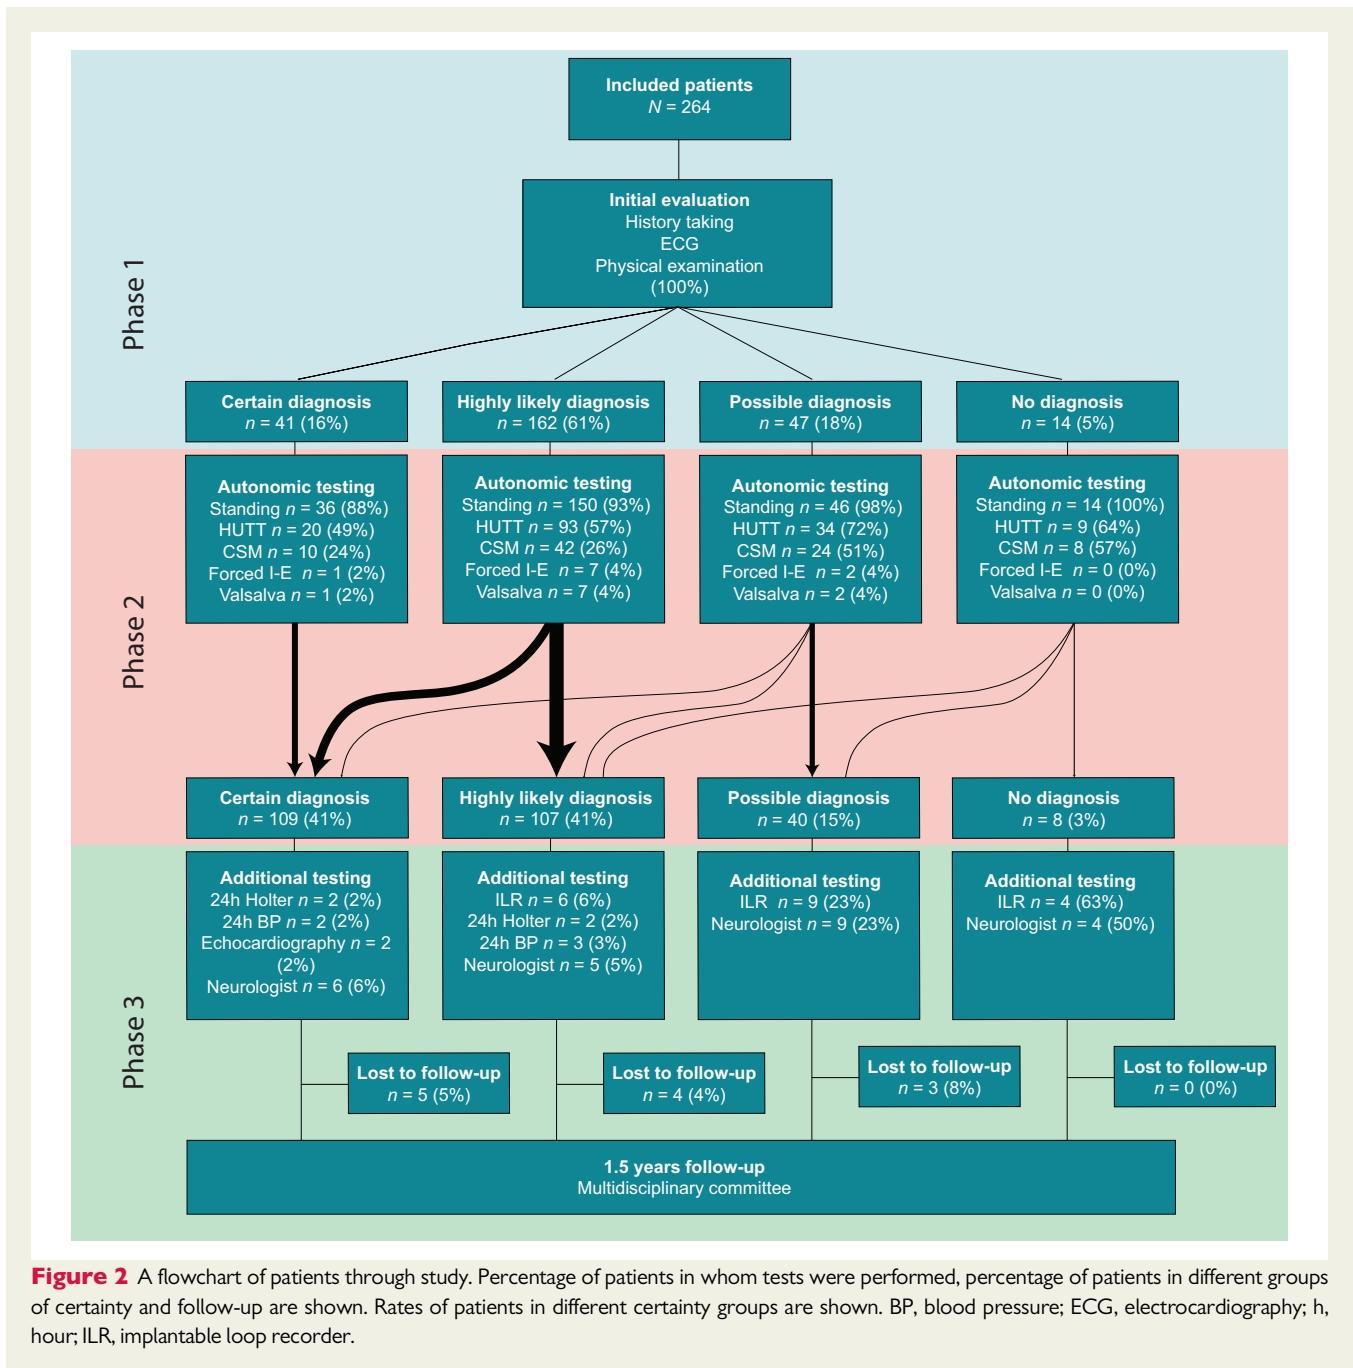 Included patients
N = 264
Initial evaluation
History taking
ECG
Physical examination
(100%)
Phase 1
Certain diagnosis
n = 41 (16%)
Highly likely diagnosis
n = 162 (61%)
Possible diagnosis
n = 47 (18%)
No diagnosis
n = 14 (5%)
Phase 2
Autonomic testing
Standing n = 36 (88%)
HUTT n = 20 (49%)
CSM n = 10 (24%)
Forced I-E n = 1 (2%)
Valsalva n = 1 (2%)
Autonomic testing
Standing n = 150 (93%)
HUTT n = 93 (57%)
CSM n = 42 (26%)
Forced I-E n = 7 (4%)
Valsalva n = 7 (4%)
Autonomic testing
Standing n = 46 (98%)
HUTT n = 34 (72%)
CSM n = 24 (51%)
Forced I-E n = 2 (4%)
Valsalva n = 2 (4%)
Autonomic testing
Standing n = 14 (100%)
HUTT n = 9 (64%)
CSM n = 8 (57%)
Forced I-E n = 0 (0%)
Valsalva n = 0 (0%)
Certain diagnosis
n = 109 (41%)
Highly likely diagnosis
n = 107 (41%)
Possible diagnosis
n = 40 (15%)
No diagnosis
n = 8 (3%)
Phase 3
Additional testing
24h Holter n = 2 (2%)
24h BP n = 2 (2%)
Echocardiography n = 2
(2%)
Neurologist n = 6 (6%)
Additional testing
ILR n = 6 (6%)
24h Holter n = 2 (2%)
24h BP n = 3 (3%)
Neurologist n = 5 (5%)
Additional testing
ILR n = 9 (23%)
Neurologist n = 9 (23%)
Additional testing
ILR n = 4 (63%)
Neurologist n = 4 (50%)
Lost to follow-up
n = 5 (5%)
Lost to follow-up
n = 4 (4%)
Lost to follow-up
n = 3 (8%)
Lost to follow-up
n = 0 (0%)
1.5 years follow-up
Multidisciplinary committee
Figure 2 A flowchart of patients through study. Percentage of patients in whom tests were performed, percentage of patients in different groups
of certainty and follow-up are shown. Rates of patients in different certainty groups are shown. BP, blood pressure; ECG, electrocardiography; h,
hour; ILR, implantable loop recorder.